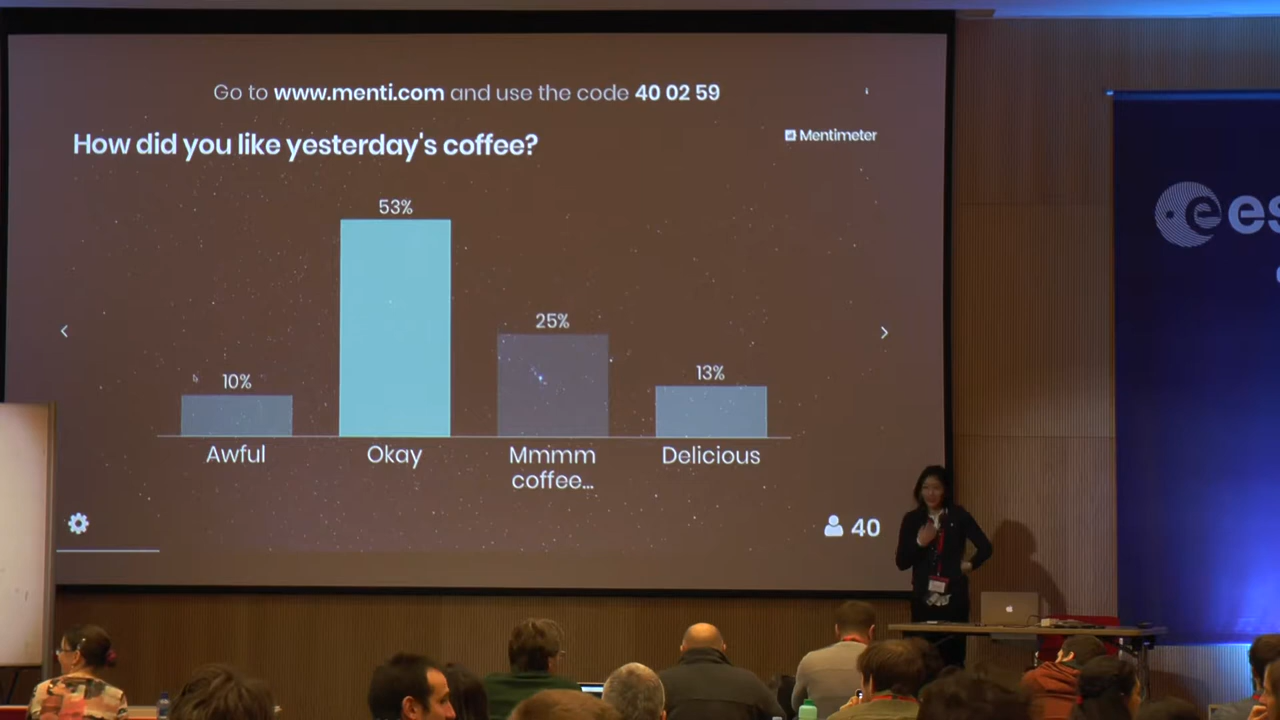 Go to www.menti.com and use the code 40 02 59
How did you like yesterday's coffee?
Mentimeter
53%
25%
13%
10%
Awful
Okay
Mmmm
coffee...
Delicious
40
es